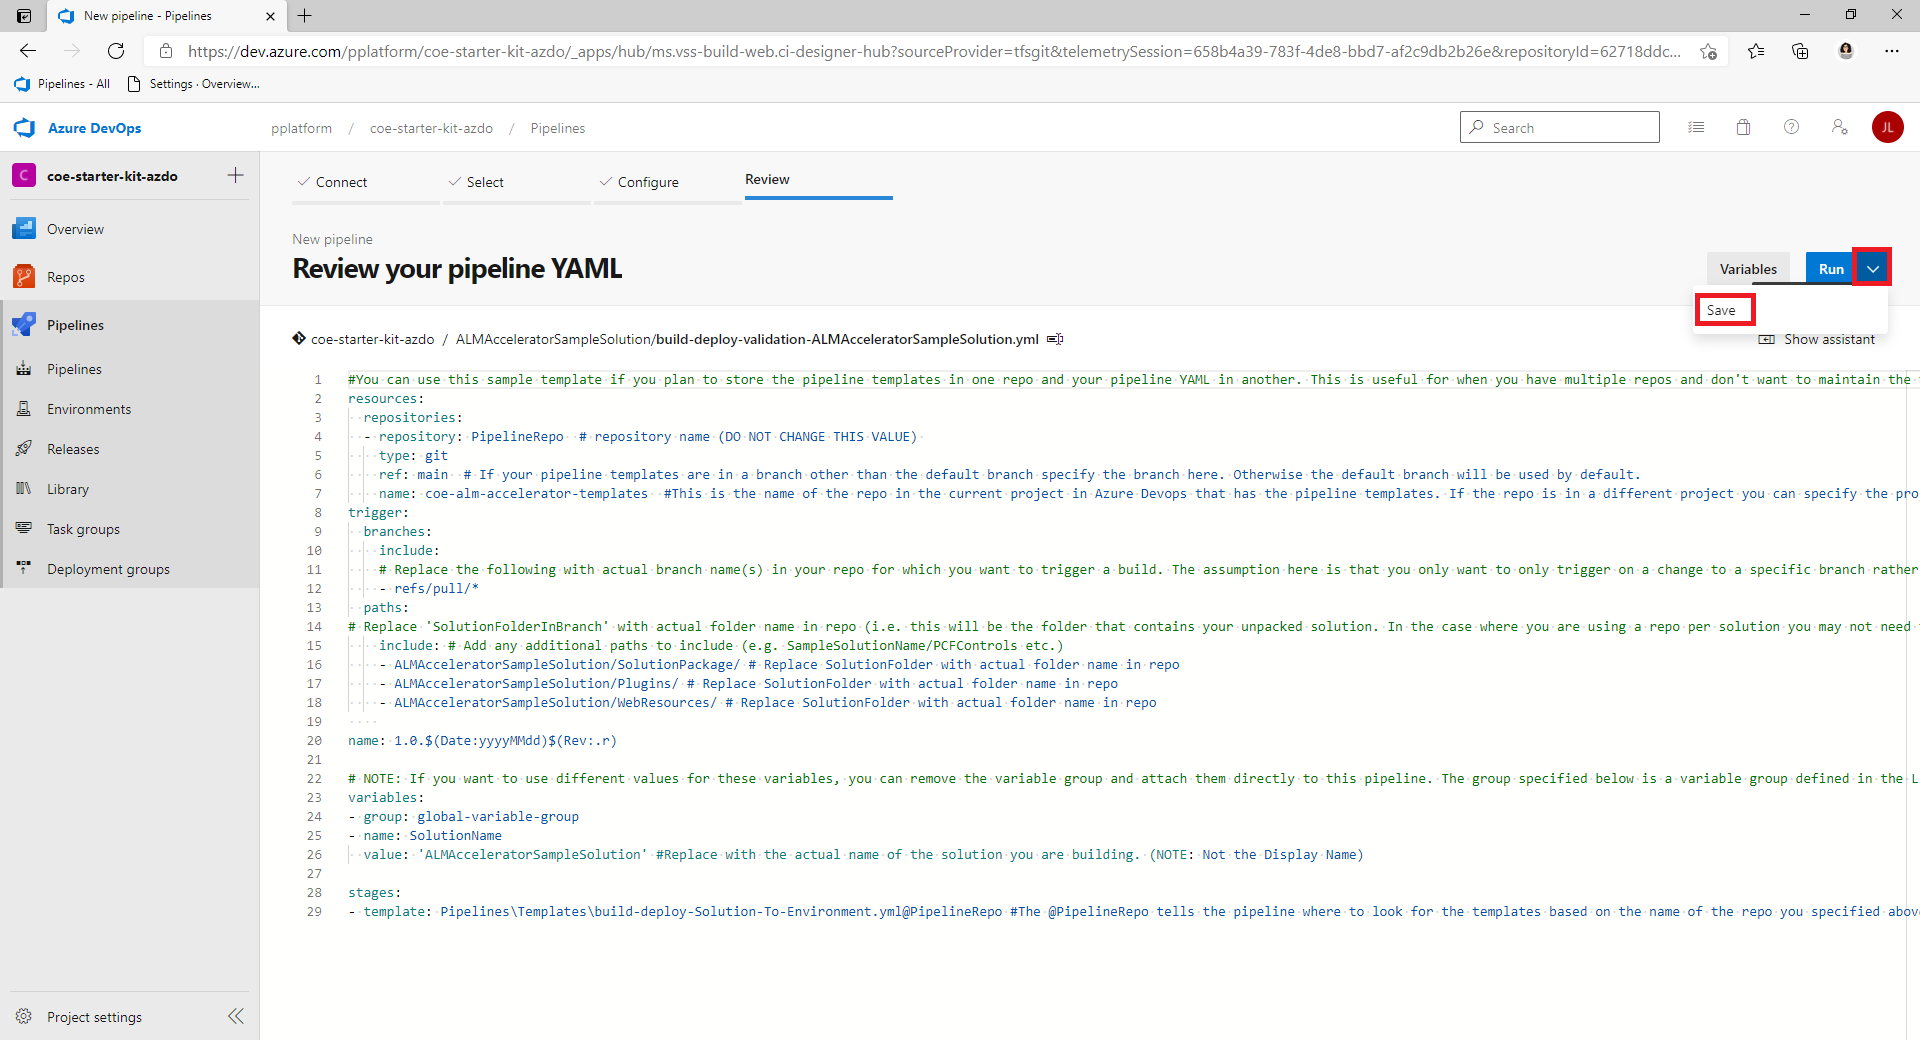 New pipeline - Pipelines
https://dev.azure.com/pplatform/coe-starter-kit-azdo/_apps/hub/ms.vss-build-web.ci-designer-hub?sourceProvider=tfsgit&telemetrySession=658b4a39-783f-4de8-bbd7-af2c9db2b26e&repositoryId=62718ddc...
Pipelines - All
Settings · Overview...
Azure DevOps
pplatform / coe-starter-kit-azdo / Pipelines
Search
JL
C
coe-starter-kit-azdo
Overview
Repos
Pipelines
Pipelines
Environments
Releases
Library
Task groups
Deployment groups
Project settings
Connect
Select
Configure
Review
New pipeline
Review your pipeline YAML
Variables
Run
Save
Show assistant
coe-starter-kit-azdo / ALMAcceleratorSampleSolution/build-deploy-validation-ALMAcceleratorSampleSolution.yml
1 #You can use this sample template if you plan to store the pipeline templates in one repo and your pipeline YAML in another. This is useful for when you have multiple repos and don't want to maintain the
2 resources:
3 repositories:
4 - repository: PipelineRepo # repository name (DO NOT CHANGE THIS VALUE)
5 type: git
6 ref: main # If your pipeline templates are in a branch other than the default branch specify the branch here. Otherwise the default branch will be used by default.
7 name: coe-alm-accelerator-templates #This is the name of the repo in the current project in Azure Devops that has the pipeline templates. If the repo is in a different project you can specify the pro
8 trigger:
9 branches:
10 include:
11 # Replace the following with actual branch name(s) in your repo for which you want to trigger a build. The assumption here is that you only want to only trigger on a change to a specific branch rather
12 - refs/pull/*
13 paths:
14 # Replace 'SolutionFolderInBranch' with actual folder name in repo (i.e. this will be the folder that contains your unpacked solution. In the case where you are using a repo per solution you may not need
15 include: # Add any additional paths to include (e.g. SampleSolutionName/PCFControls etc.)
16 - ALMAcceleratorSampleSolution/SolutionPackage/ # Replace SolutionFolder with actual folder name in repo
17 - ALMAcceleratorSampleSolution/Plugins/ # Replace SolutionFolder with actual folder name in repo
18 - ALMAcceleratorSampleSolution/WebResources/ # Replace SolutionFolder with actual folder name in repo
19
20 name: 1.0.$(Date:yyyyMMdd)$(Rev:.r)
21
22 # NOTE: If you want to use different values for these variables, you can remove the variable group and attach them directly to this pipeline. The group specified below is a variable group defined in the L
23 variables:
24 - group: global-variable-group
25 - name: SolutionName
26 value: 'ALMAcceleratorSampleSolution' #Replace with the actual name of the solution you are building. (NOTE: Not the Display Name)
27
28 stages:
29 - template: Pipelines\Templates\build-deploy-Solution-To-Environment.yml@PipelineRepo #The @PipelineRepo tells the pipeline where to look for the templates based on the name of the repo you specified abov